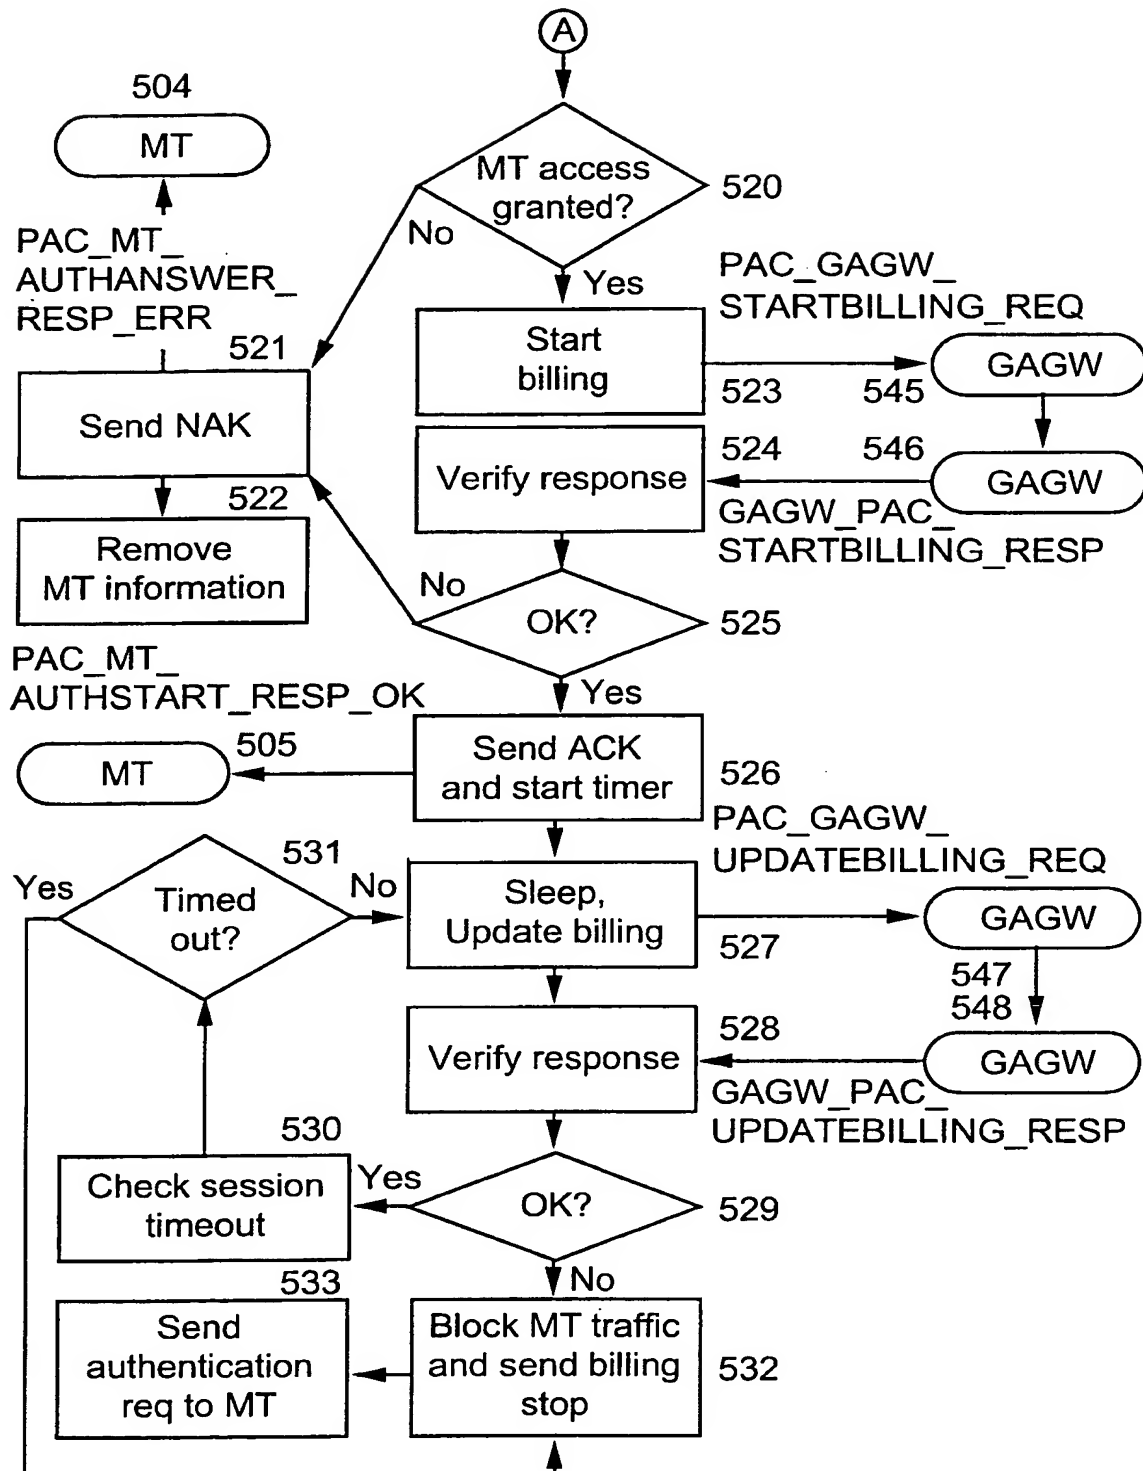 A
504
MT
MT access
granted?
520
No
Yes
PAC_MT_
AUTHANSWER_
RESP_ERR
PAC_GAGW_
STARTBILLING_REQ
521
Start
billing
GAGW
523
545
Send NAK
524
546
Verify response
GAGW
522
GAGW_PAC_
STARTBILLING_RESP
Remove
MT information
No
OK?
525
PAC_MT_
AUTHSTART_RESP_OK
Yes
505
MT
Send ACK
and start timer
526
PAC_GAGW_
UPDATEBILLING_REQ
531
Yes
Timed
out?
No
Sleep,
Update billing
GAGW
527
547
548
528
Verify response
GAGW
GAGW_PAC_
UPDATEBILLING_RESP
530
Check session
timeout
Yes
OK?
529
No
533
Send
authentication
req to MT
Block MT traffic
and send billing
stop
532